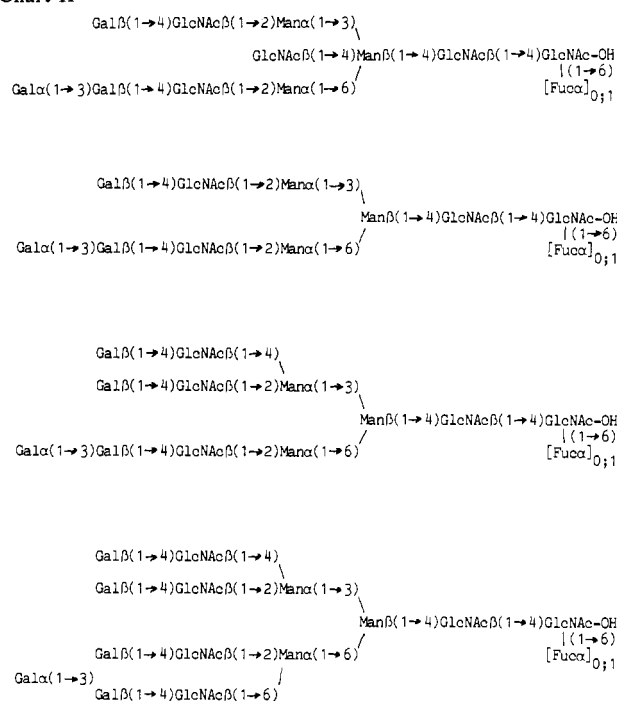 Galβ(1→4)GlcNAcβ(1→2)Manα(1→3)
GlcNAcβ(1→4)Manβ(1→4)GlcNAcβ(1→4)GlcNAc-OH
|(1→6)
Galα(1→3)Galβ(1→4)GlcNAcβ(1→2)Manα(1→6)
[Fucα]0;1
Galβ(1→4)GlcNAcβ(1→2)Manα(1→3)
Manβ(1→4)GlcNAcβ(1→4)GlcNAc-OH
|(1→6)
Galα(1→3)Galβ(1→4)GlcNAcβ(1→2)Manα(1→6)
[Fucα]0;1
Galβ(1→4)GlcNAcβ(1→4)
Galβ(1→4)GlcNAcβ(1→2)Manα(1→3)
Manβ(1→4)GlcNAcβ(1→4)GlcNAc-OH
|(1→6)
Galα(1→3)Galβ(1→4)GlcNAcβ(1→2)Manα(1→6)
[Fucα]0;1
Galβ(1→4)GlcNAcβ(1→4)
Galβ(1→4)GlcNAcβ(1→2)Manα(1→3)
Manβ(1→4)GlcNAcβ(1→4)GlcNAc-OH
|(1→6)
Galβ(1→4)GlcNAcβ(1→2)Manα(1→6)
[Fucα]0;1
Galα(1→3)
Galβ(1→4)GlcNAcβ(1→6)